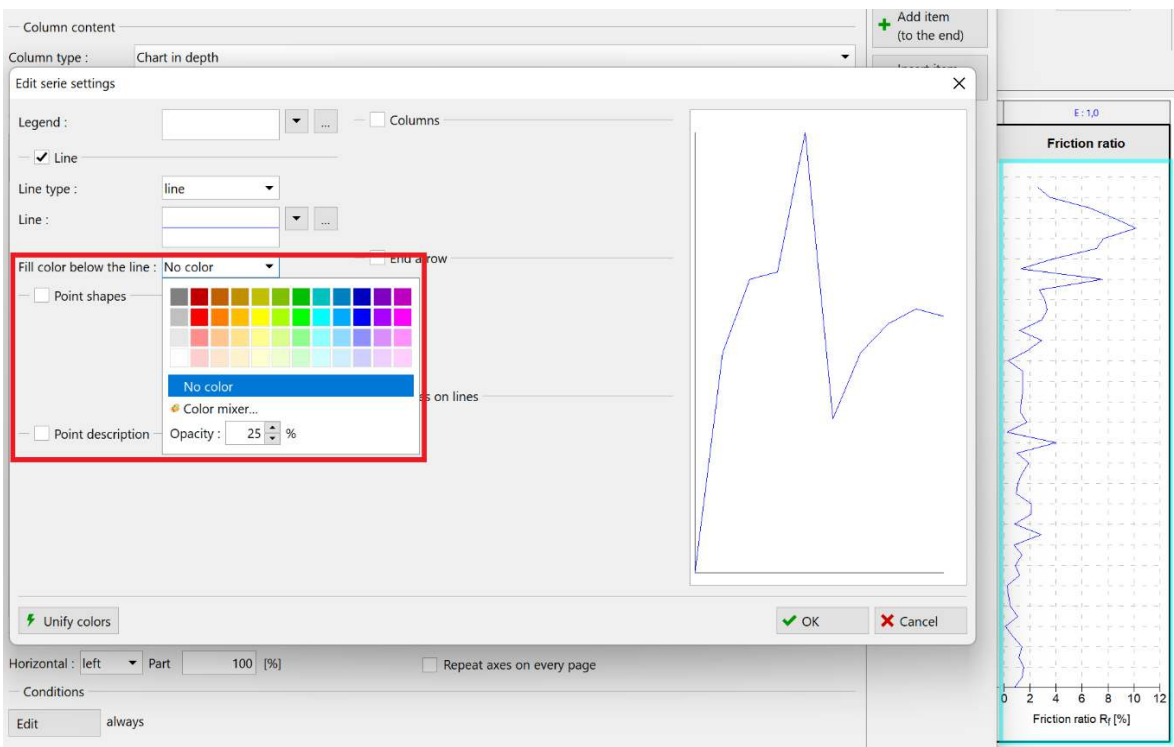 Column content
Column type : Chart in depth
Add item
(to the end)
Edit serie settings
Legend :
...
Columns
Line
Line type : line
Line :
...
Fill color below the line : No color
End arrow
Point shapes
No color
Color mixer...
on lines
Point description
Opacity : 25 %
Unify colors
OK
Cancel
Horizontal : left Part 100 [%]
Repeat axes on every page
Conditions
Edit always
E : 1,0
Friction ratio
0 2 4 6 8 10 12
Friction ratio Rf [%]